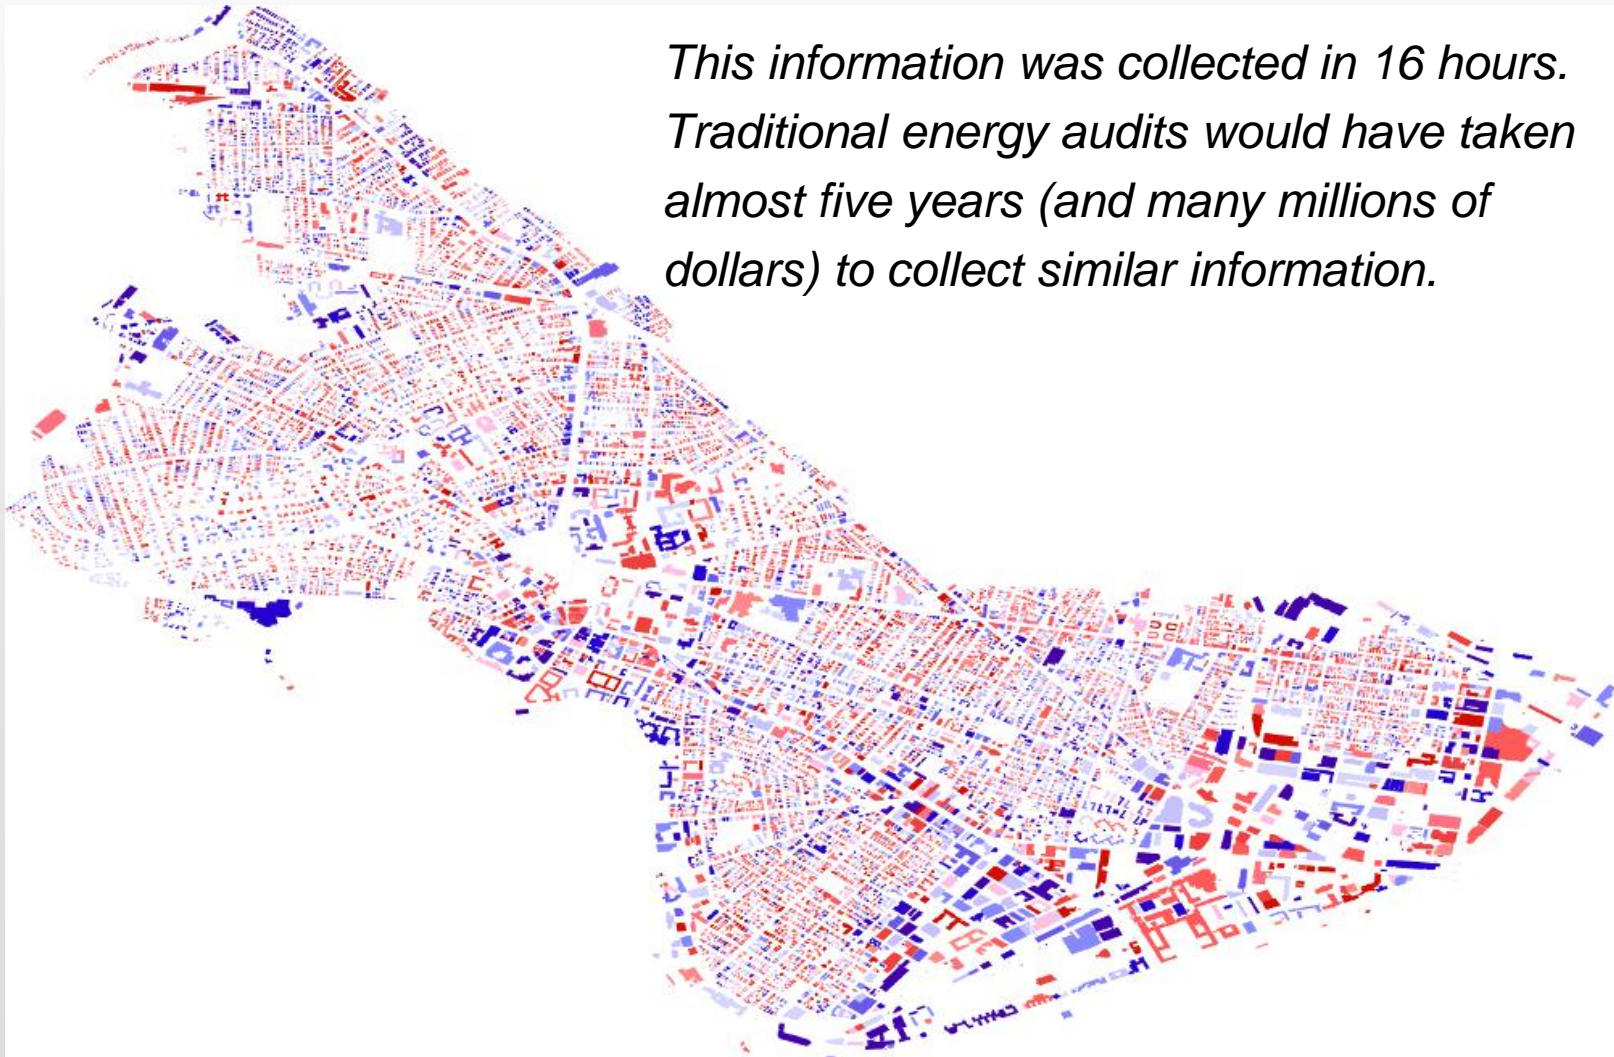 This information was collected in 16 hours.
Traditional energy audits would have taken
almost five years (and many millions of
dollars) to collect similar information.